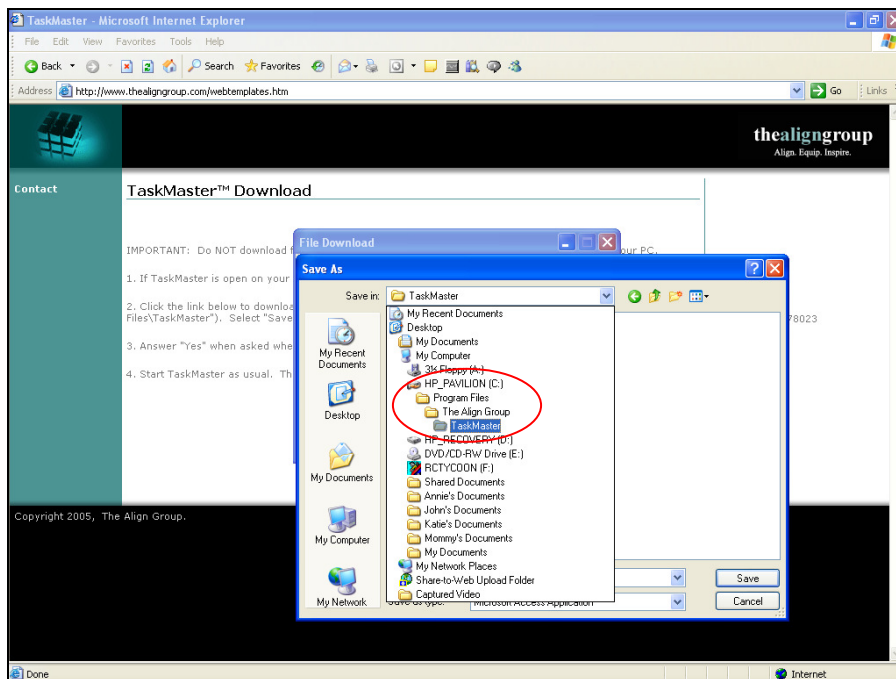 TaskMaster - Microsoft Internet Explorer
File Edit View Favorites Tools Help
Back Search Favorites
Address http://www.thealigngroup.com/webtemplates.htm Go Links
thealigngroup
Align. Equip. Inspire.
Contact
TaskMaster™ Download
IMPORTANT: Do NOT download f
our PC.
1. If TaskMaster is open on your
2. Click the link below to downloa
Files\TaskMaster"). Select "Save
78023
3. Answer "Yes" when asked whe
4. Start TaskMaster as usual. Th
Copyright 2005, The Align Group.
File Download
Save As
Save in: TaskMaster
My Recent Documents
Desktop
My Documents
My Computer
3½ Floppy (A:)
HP_PAVILION (C:)
Program Files
The Align Group
TaskMaster
HP_RECOVERY (D:)
DVD/CD-RW Drive (E:)
RCTYCOON (F:)
Shared Documents
Annie's Documents
John's Documents
Katie's Documents
Mommy's Documents
My Documents
My Network Places
Share-to-Web Upload Folder
Captured Video
My Recent
Documents
Desktop
My Documents
My Computer
My Network
Save as type: Microsoft Access Application
Save
Cancel
Done
Internet